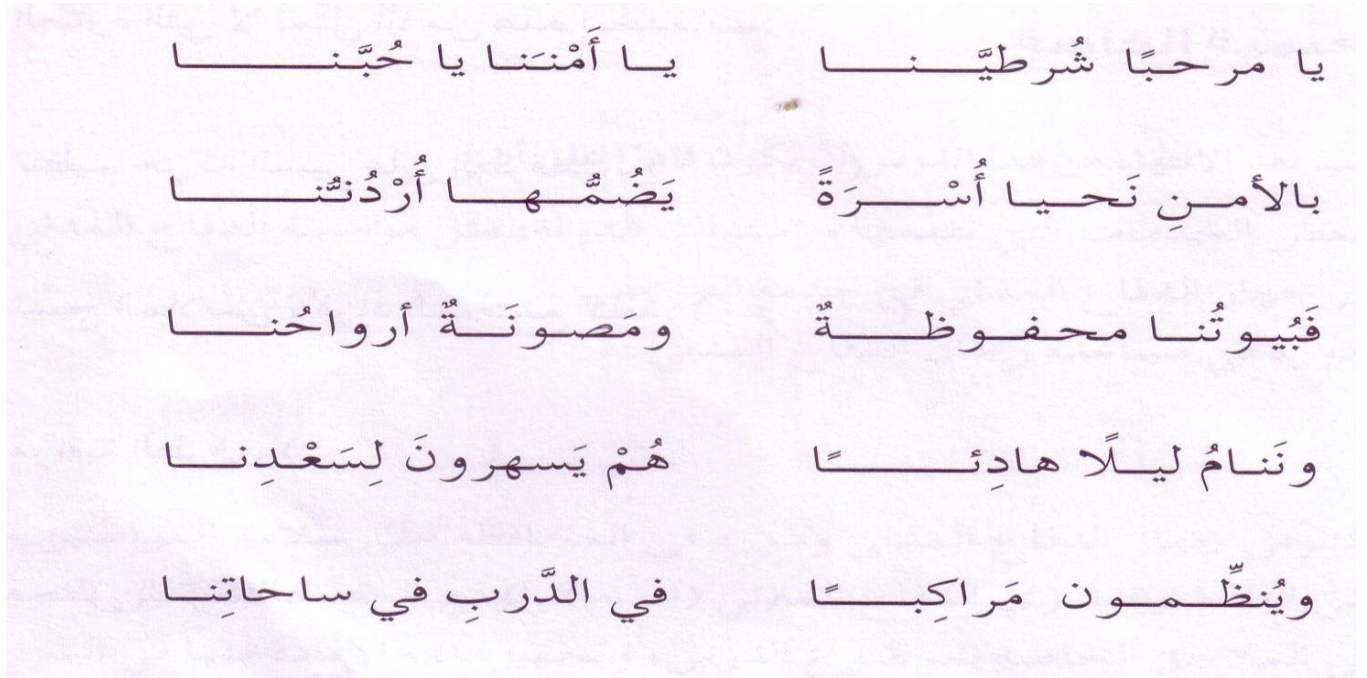 يا مرحبًا شُرطيَّنا يا أَمْنَنا يا حُبَّنا
بالأمنِ نَحيا أُسْرَةً يَضُمُّها أُرْدُنُّنا
فَبُيوتُنا محفوظةٌ ومَصونَةٌ أرواحُنا
ونَنامُ ليلًا هادِئًا هُمْ يَسهرونَ لِسَعْدِنا
ويُنظِّمون مَراكِبًا في الدَّربِ في ساحاتِنا